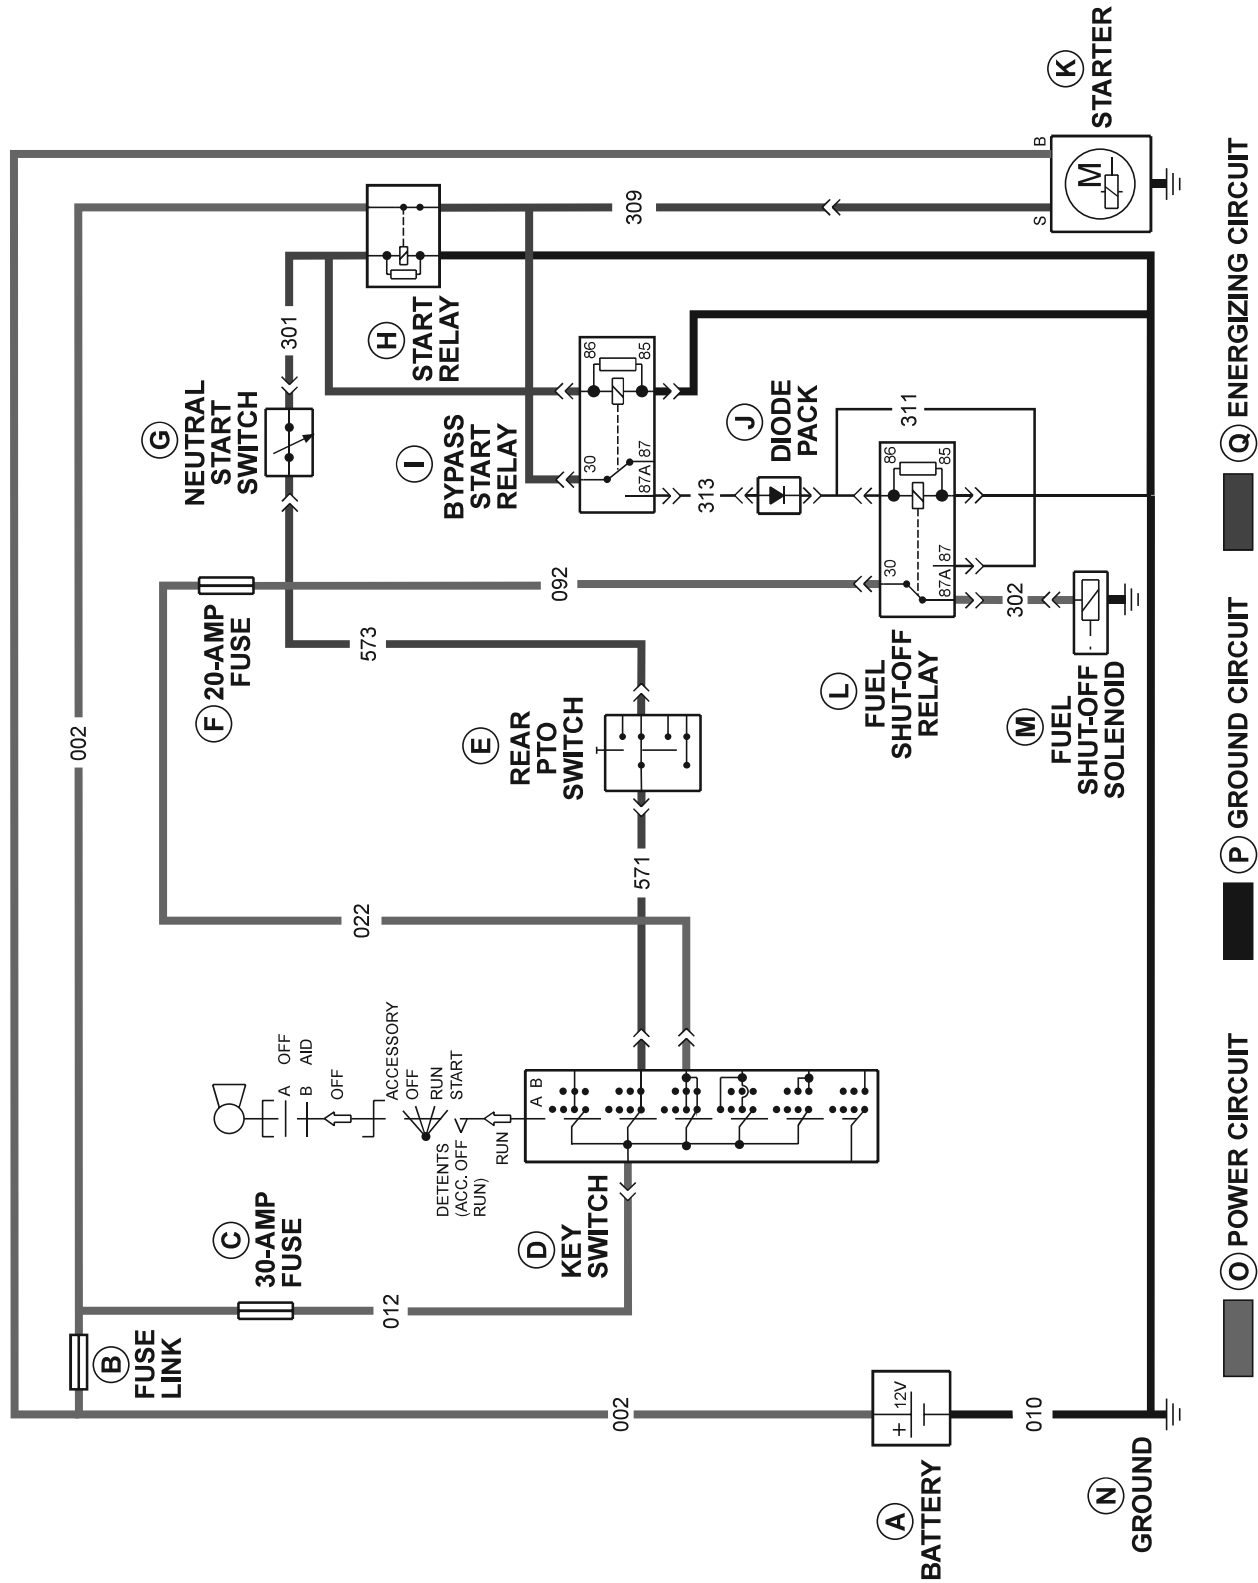 K
STARTER
B
S
M
002
309
301
H
START
RELAY
G
NEUTRAL
START
SWITCH
I
BYPASS
START
RELAY
86
85
30
87A
87
313
J
DIODE
PACK
311
F
20-AMP
FUSE
092
573
86
85
30
87A
87
302
L
FUEL
SHUT-OFF
RELAY
M
FUEL
SHUT-OFF
SOLENOID
-
E
REAR
PTO
SWITCH
571
022
A OFF
B AID
OFF
ACCESSORY
OFF
RUN
START
DETENTS
(ACC. OFF
RUN)
RUN
A B
C
30-AMP
FUSE
D
KEY
SWITCH
012
B
FUSE
LINK
002
+
12V
010
A
BATTERY
N
GROUND
O POWER CIRCUIT
P GROUND CIRCUIT
Q ENERGIZING CIRCUIT